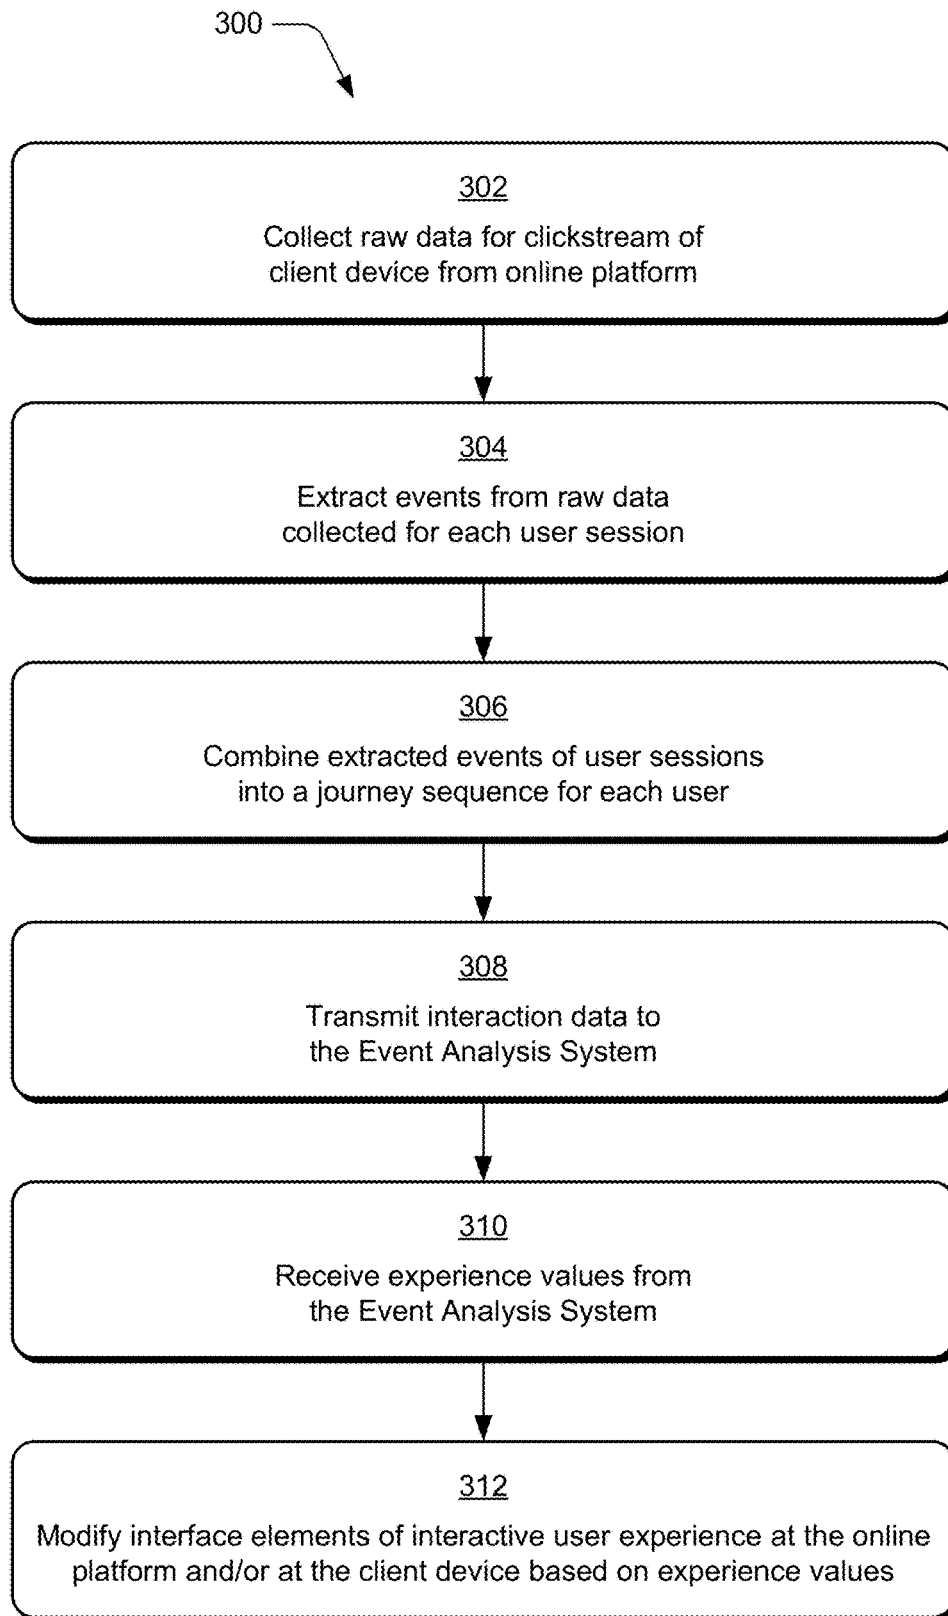 300
302
Collect raw data for clickstream of
client device from online platform
304
Extract events from raw data
collected for each user session
306
Combine extracted events of user sessions
into a journey sequence for each user
308
Transmit interaction data to
the Event Analysis System
310
Receive experience values from
the Event Analysis System
312
Modify interface elements of interactive user experience at the online
platform and/or at the client device based on experience values